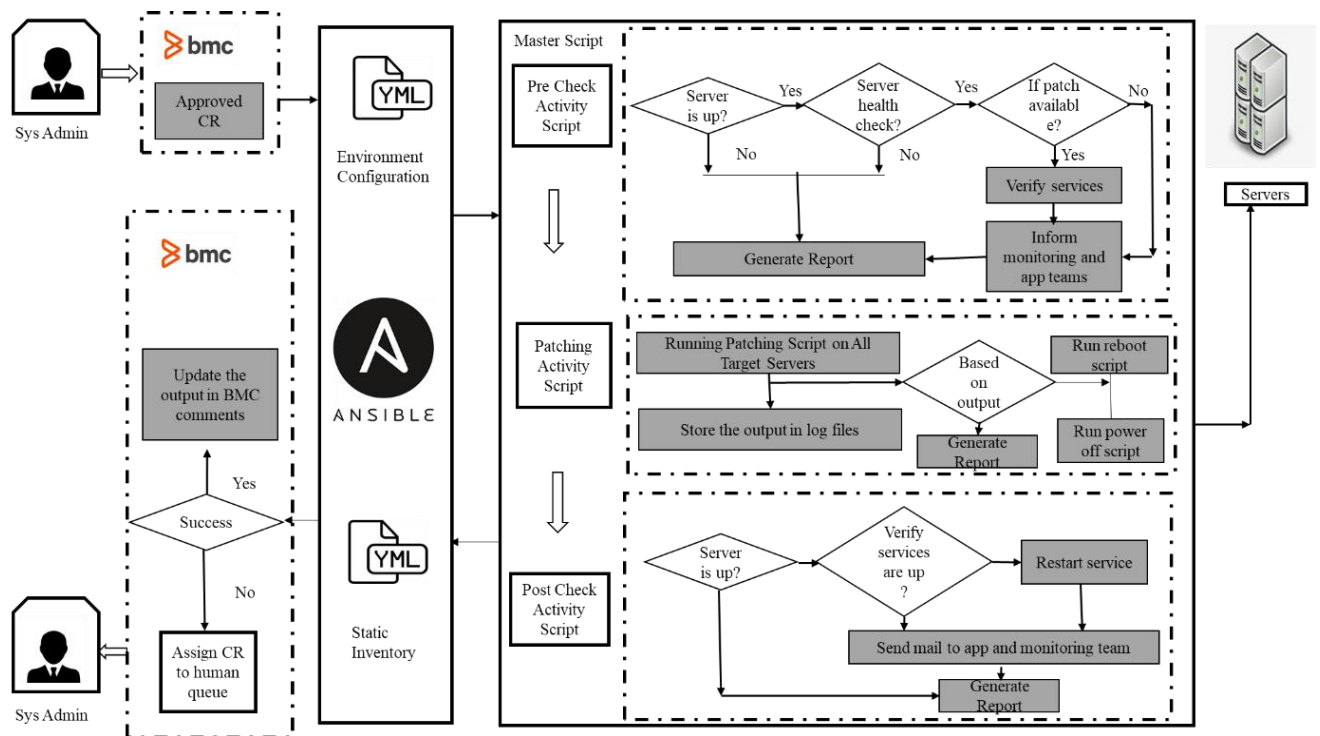 bmc
Approved
CR
Sys Admin
YML
Environment
Configuration
ANSIBLE
YML
Static
Inventory
bmc
Update the
output in BMC
comments
Yes
Success
No
Assign CR
to human
queue
Sys Admin
Master Script
Pre Check
Activity
Script
Server
is up?
Yes
Server
health
check?
Yes
If patch
availabl
e?
No
No
No
Yes
Verify services
Inform
monitoring and
app teams
Generate Report
Patching
Activity
Script
Running Patching Script on All
Target Servers
Based
on
output
Run reboot
script
Store the output in log files
Generate
Report
Run power
off script
Post Check
Activity
Script
Server
is up?
Verify
services
are up
?
Restart service
Send mail to app and monitoring team
Generate
Report
Servers